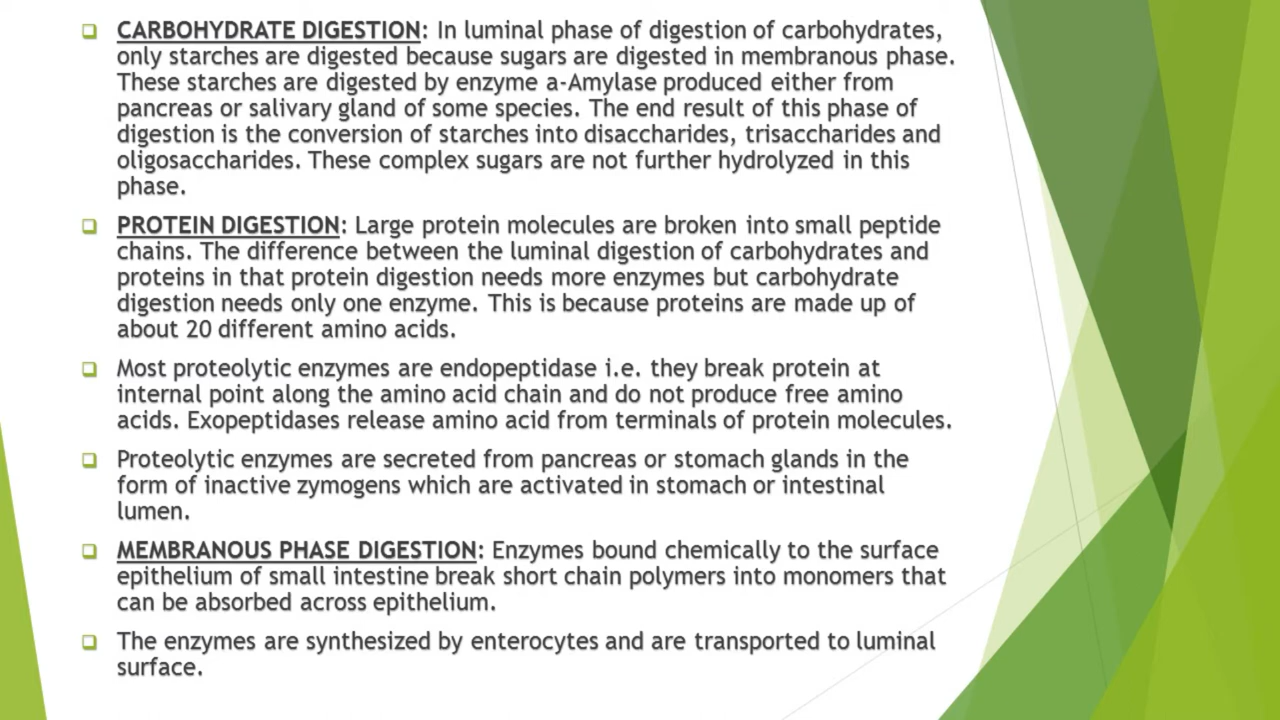 CARBOHYDRATE DIGESTION: In luminal phase of digestion of carbohydrates,
only starches are digested because sugars are digested in membranous phase.
These starches are digested by enzyme a-Amylase produced either from
pancreas or salivary gland of some species. The end result of this phase of
digestion is the conversion of starches into disaccharides, trisaccharides and
oligosaccharides. These complex sugars are not further hydrolyzed in this
phase.
PROTEIN DIGESTION: Large protein molecules are broken into small peptide
chains. The difference between the luminal digestion of carbohydrates and
proteins in that protein digestion needs more enzymes but carbohydrate
digestion needs only one enzyme. This is because proteins are made up of
about 20 different amino acids.
Most proteolytic enzymes are endopeptidase i.e. they break protein at
internal point along the amino acid chain and do not produce free amino
acids. Exopeptidases release amino acid from terminals of protein molecules.
Proteolytic enzymes are secreted from pancreas or stomach glands in the
form of inactive zymogens which are activated in stomach or intestinal
lumen.
MEMBRANOUS PHASE DIGESTION: Enzymes bound chemically to the surface
epithelium of small intestine break short chain polymers into monomers that
can be absorbed across epithelium.
The enzymes are synthesized by enterocytes and are transported to luminal
surface.